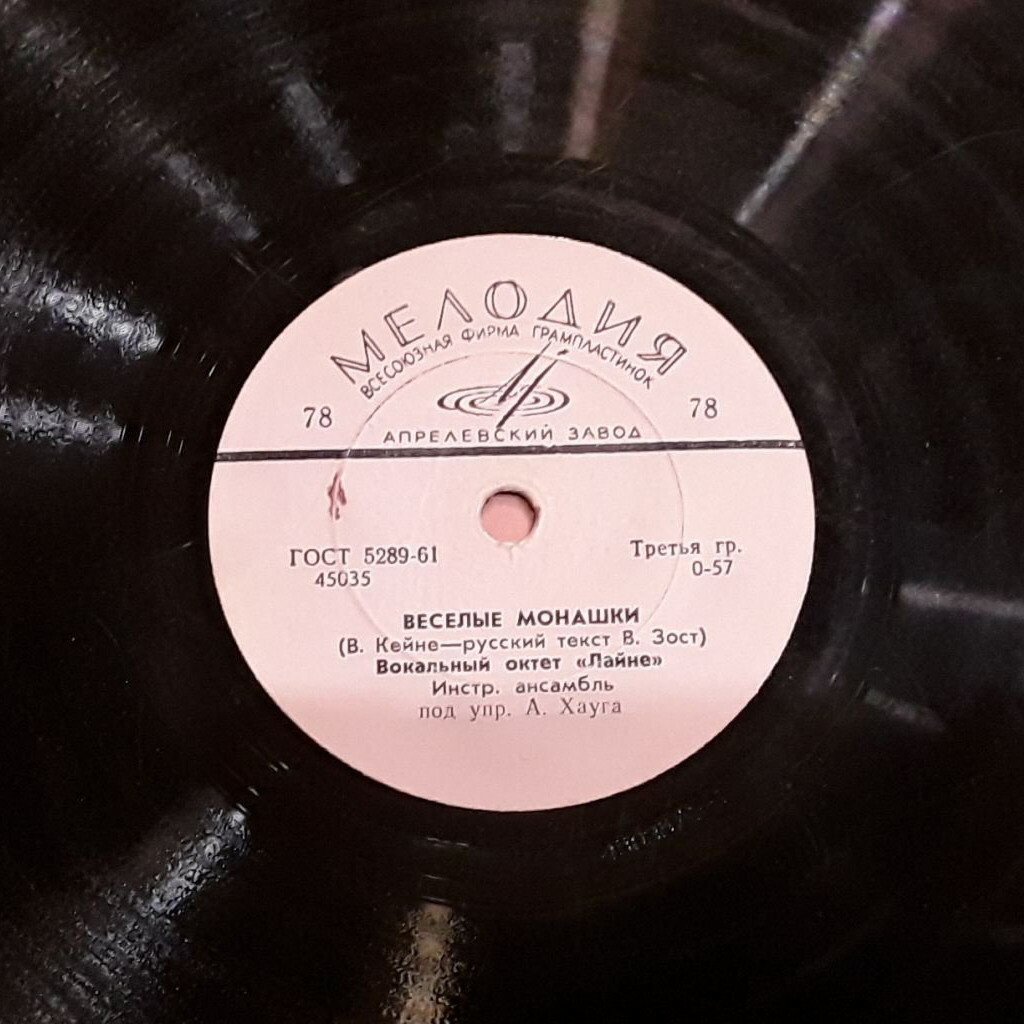 МЕЛОДИЯ
ВСЕСОЮЗНАЯ ФИРМА ГРАМПЛАСТИНОК
78 78
АПРЕЛЕВСКИЙ ЗАВОД
ГОСТ 5289-61 Третья гр.
45035 0-57
ВЕСЕЛЫЕ МОНАШКИ
(В. Кейне—русский текст В. Зост)
Вокальный октет «Лайне»
Инстр. ансамбль
под упр. А. Хауга